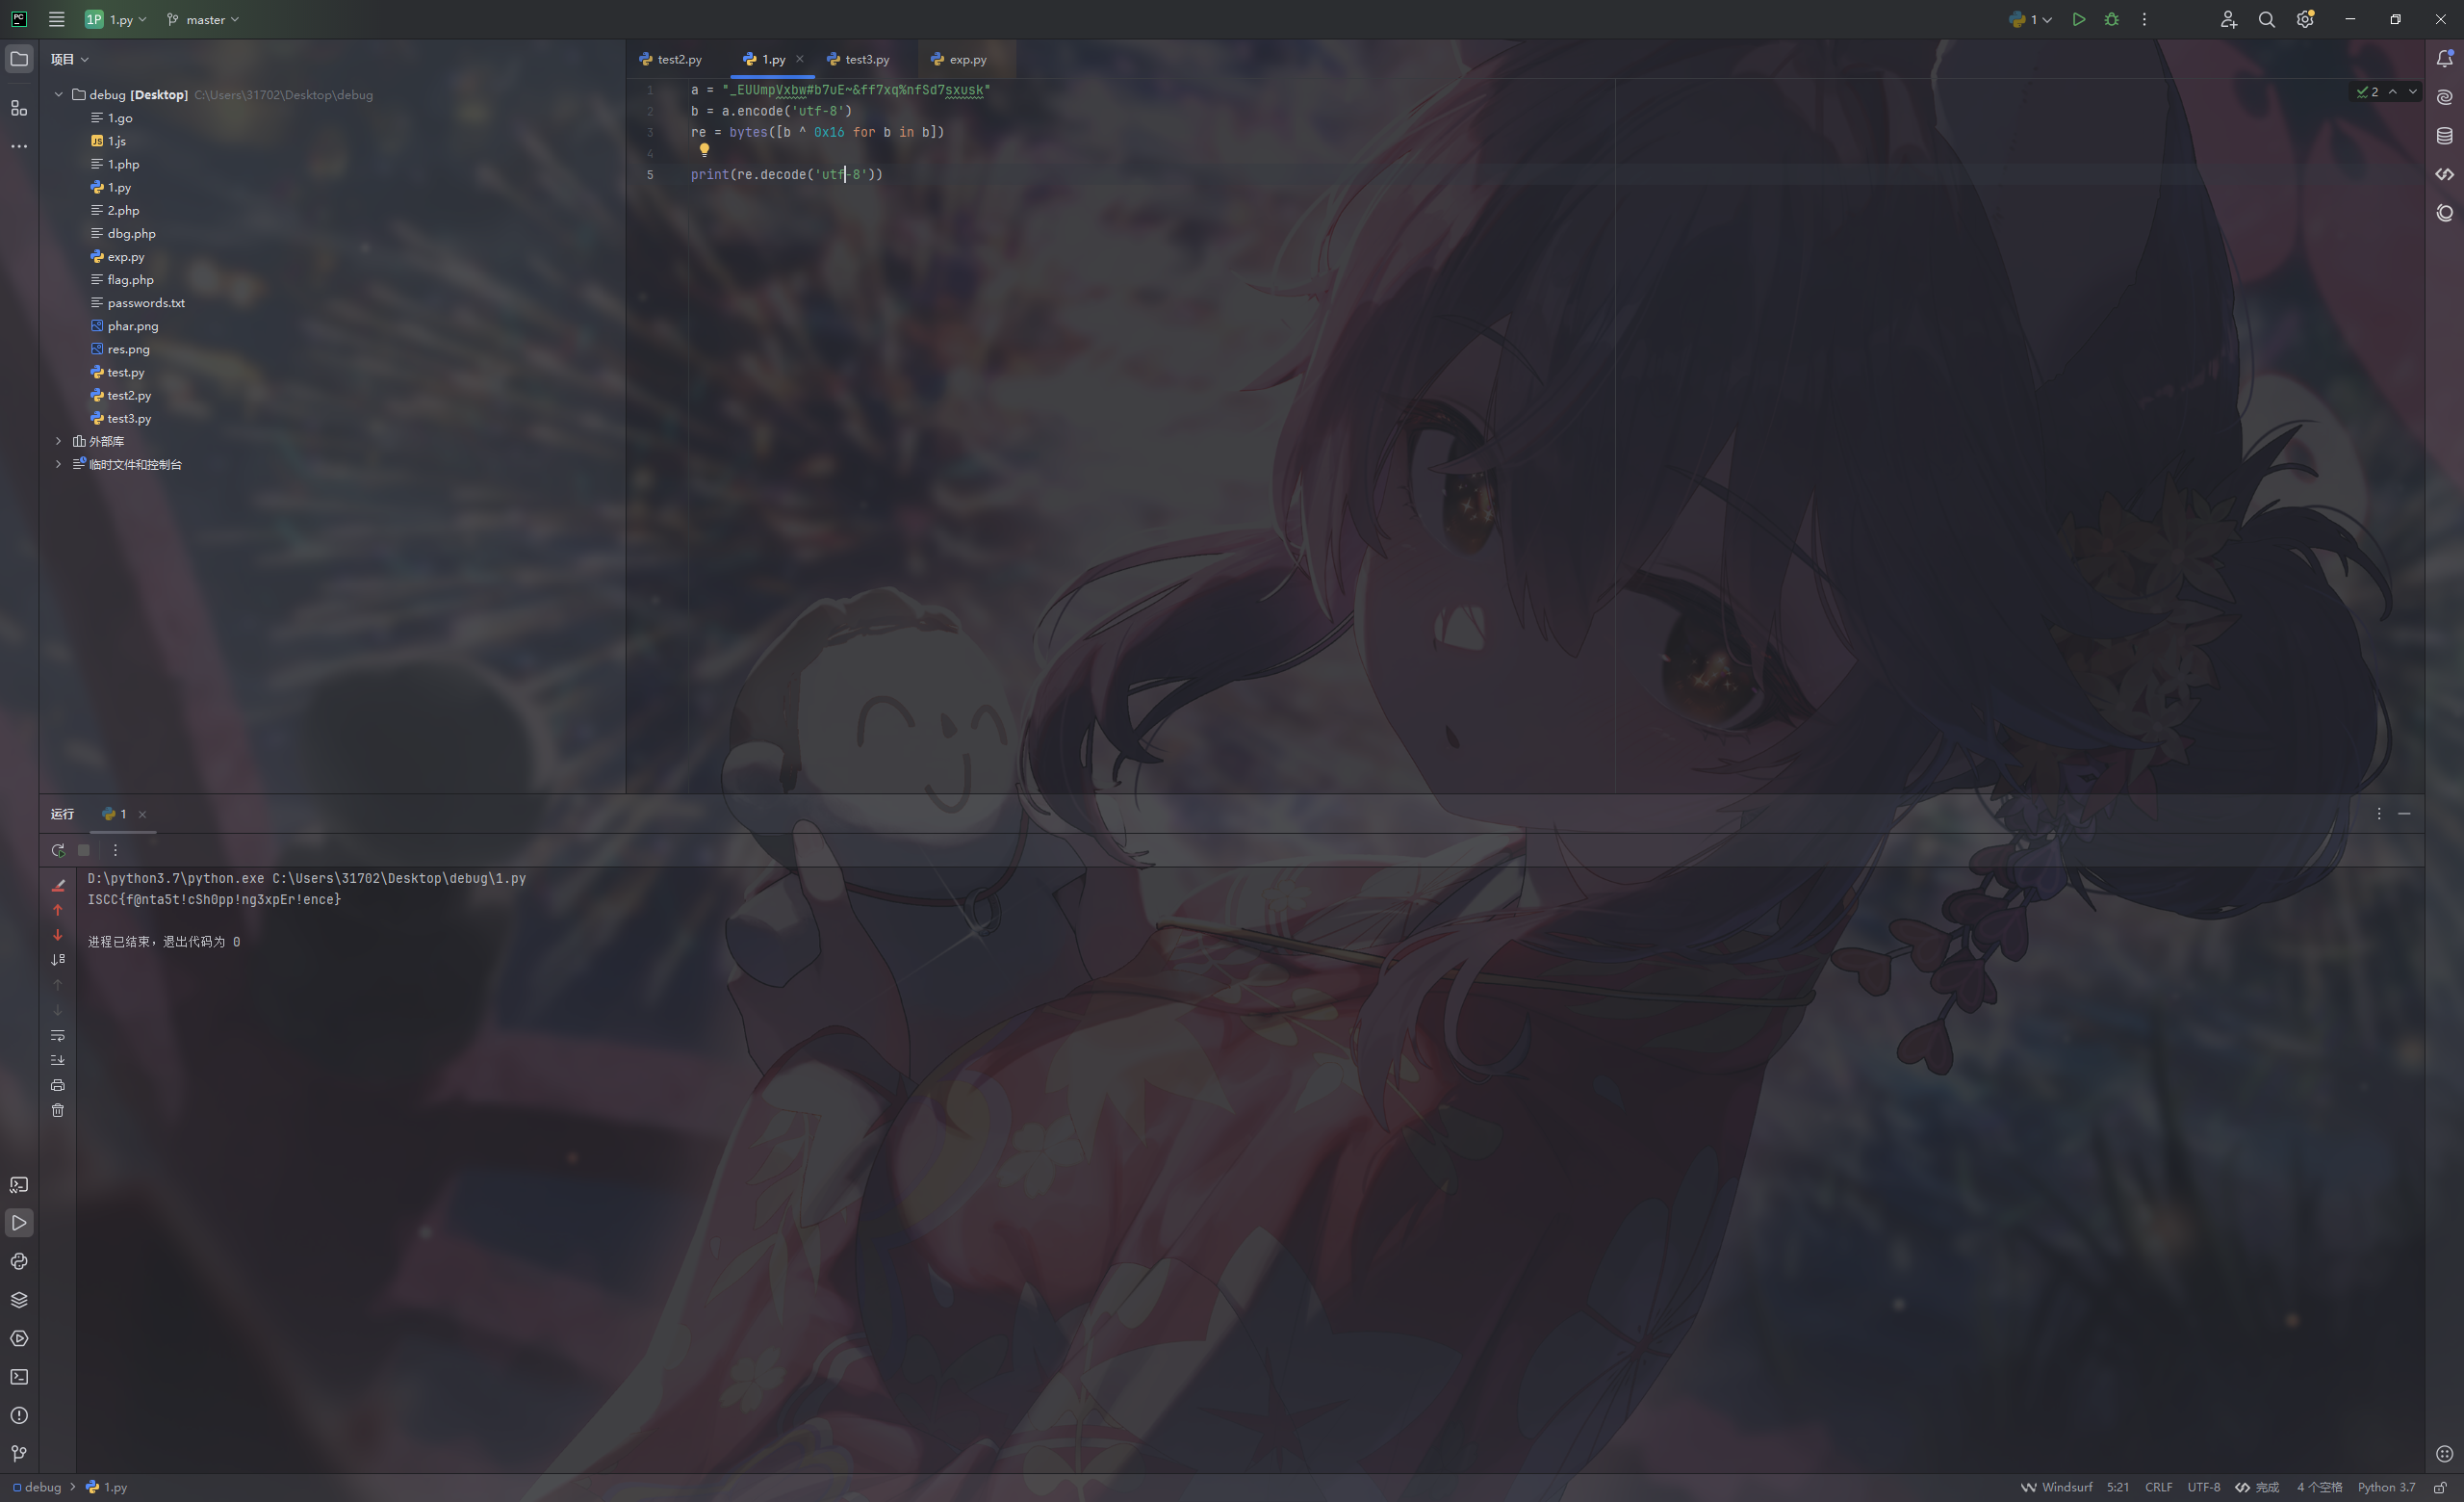 PC
1P 1.py
master
1
项目
test2.py
1.py
test3.py
exp.py
debug [Desktop] C:\Users\31702\Desktop\debug
1.go
JS 1.js
1.php
1.py
2.php
dbg.php
exp.py
flag.php
passwords.txt
phar.png
res.png
test.py
test2.py
test3.py
外部库
临时文件和控制台
1 a = "_EUUmpVxbw#b7uE~&ff7xq%nfSd7sxusk"
2 b = a.encode('utf-8')
3 re = bytes([b ^ 0x16 for b in b])
4
5 print(re.decode('utf-8'))
2
运行
1
D:\python3.7\python.exe C:\Users\31702\Desktop\debug\1.py
ISCC{f@nta5t!cSh0pp!ng3xpEr!ence}
进程已结束，退出代码为 0
debug
1.py
Windsurf
5:21
CRLF
UTF-8
完成
4 个空格
Python 3.7